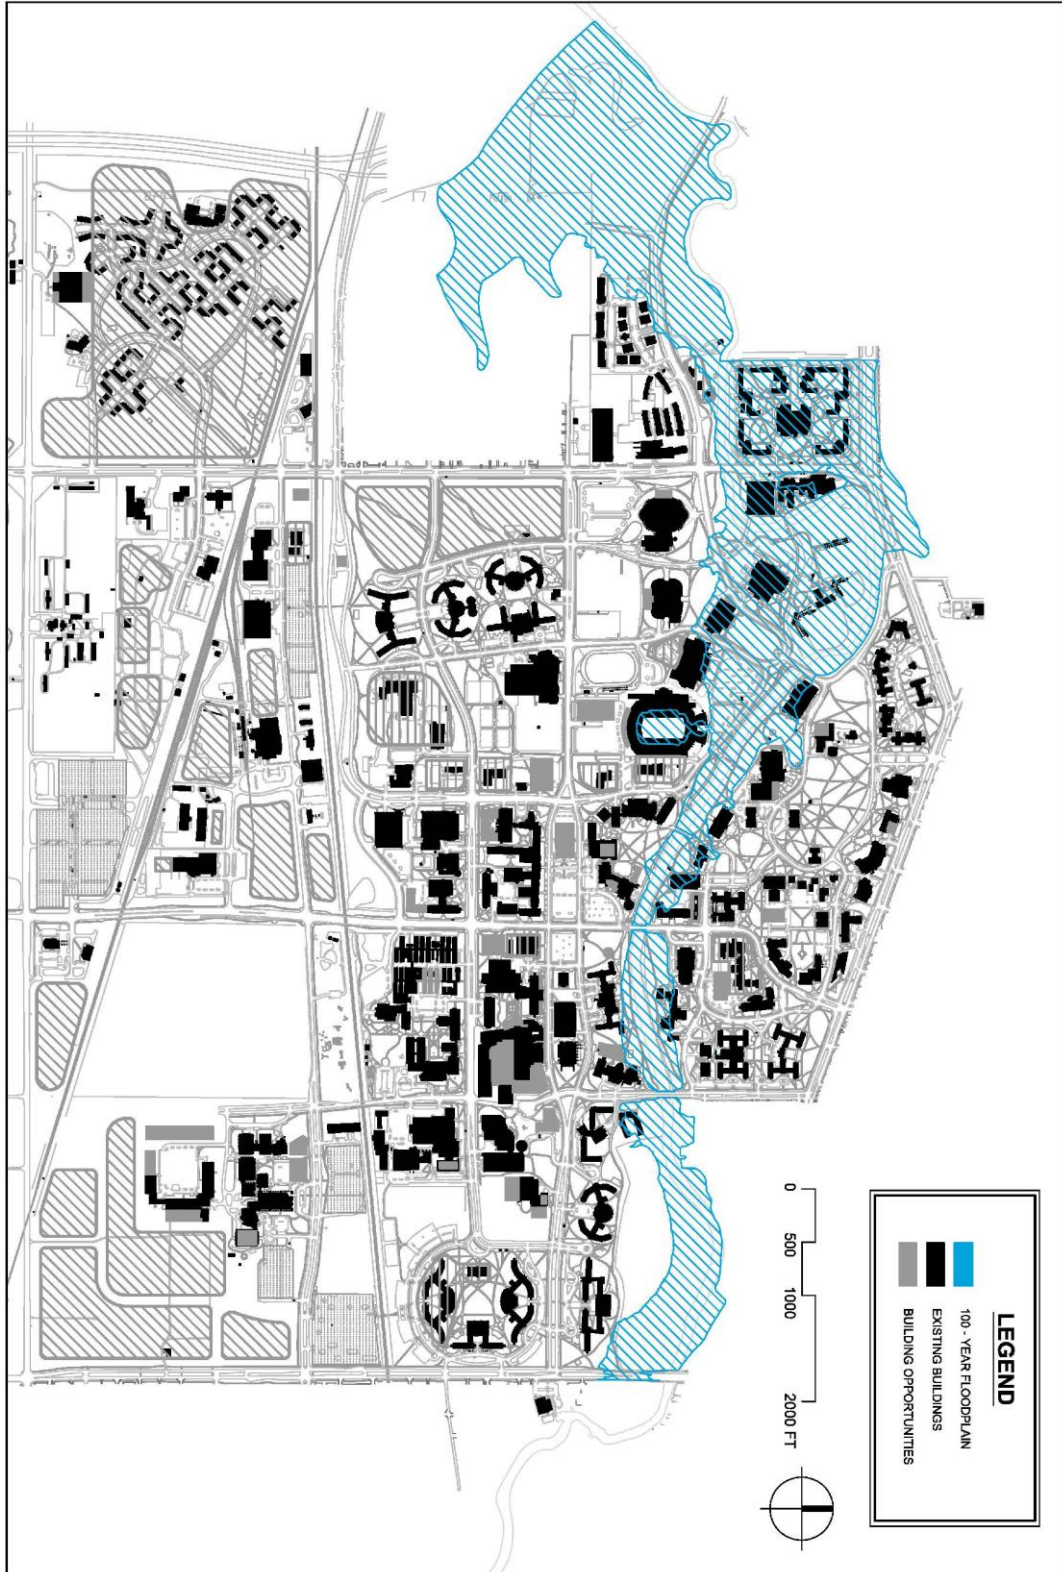 LEGEND
100 - YEAR FLOODPLAIN
EXISTING BUILDINGS
BUILDING OPPORTUNITIES
0 500 1000 2000 FT